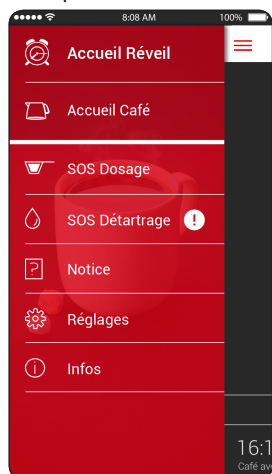 8:08 AM
100%
Accueil Réveil
Accueil Café
SOS Dosage
SOS Détartrage !
?
Notice
Réglages
Infos
16:1
Café av